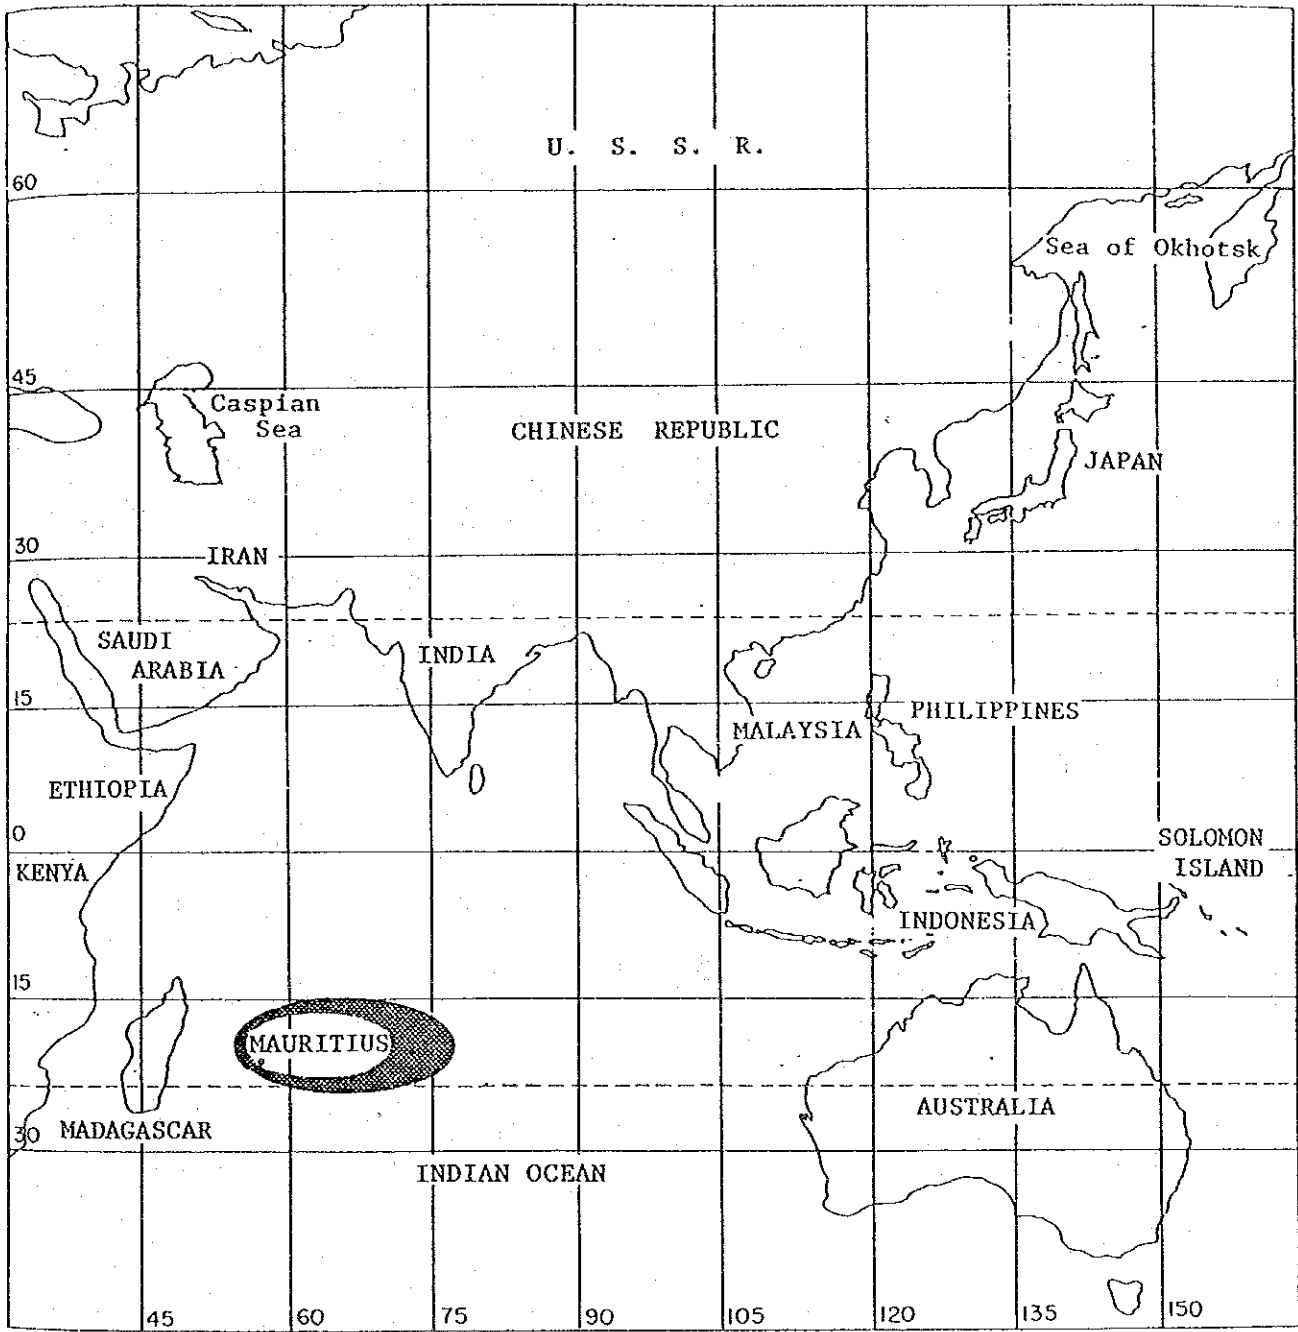 U. S. S. R.
60
Sea of Okhotsk
45
Caspian
Sea
CHINESE REPUBLIC
JAPAN
30
IRAN
SAUDI
ARABIA
INDIA
15
PHILIPPINES
MALAYSIA
ETHIOPIA
0
SOLOMON
ISLAND
KENYA
INDONESIA
15
MAURITIUS
AUSTRALIA
30
MADAGASCAR
INDIAN OCEAN
45 60 75 90 105 120 135 150